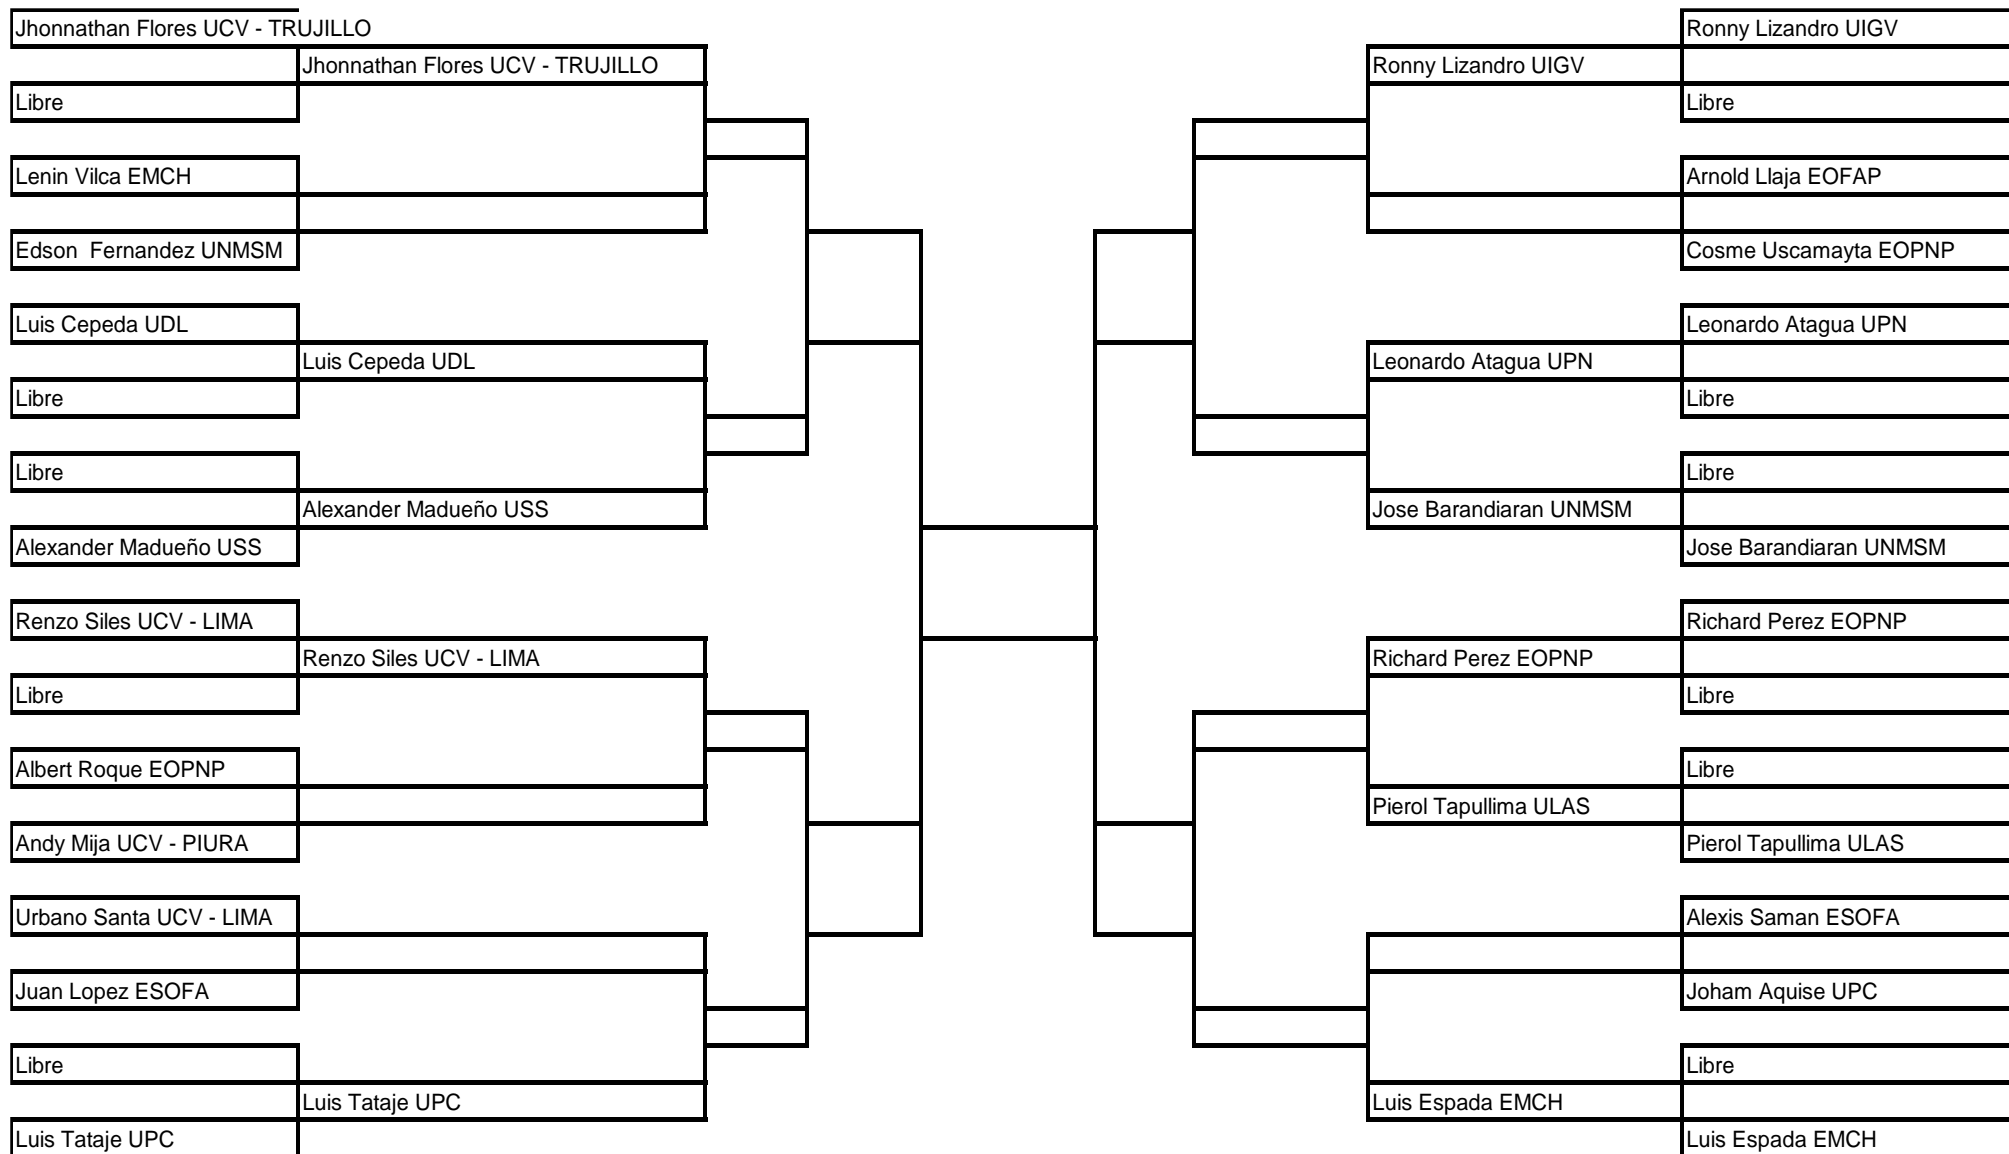 Jhonnathan Flores UCV - TRUJILLO
Jhonnathan Flores UCV - TRUJILLO
Libre
Lenin Vilca EMCH
Edson  Fernandez UNMSM
Luis Cepeda UDL
Luis Cepeda UDL
Libre
Libre
Alexander Madueño USS
Alexander Madueño USS
Renzo Siles UCV - LIMA
Renzo Siles UCV - LIMA
Libre
Albert Roque EOPNP
Andy Mija UCV - PIURA
Urbano Santa UCV - LIMA
Juan Lopez ESOFA
Libre
Luis Tataje UPC
Luis Tataje UPC
Ronny Lizandro UIGV
Ronny Lizandro UIGV
Libre
Arnold Llaja EOFAP
Cosme Uscamayta EOPNP
Leonardo Atagua UPN
Leonardo Atagua UPN
Libre
Libre
Jose Barandiaran UNMSM
Jose Barandiaran UNMSM
Richard Perez EOPNP
Richard Perez EOPNP
Libre
Libre
Pierol Tapullima ULAS
Pierol Tapullima ULAS
Alexis Saman ESOFA
Joham Aquise UPC
Libre
Luis Espada EMCH
Luis Espada EMCH